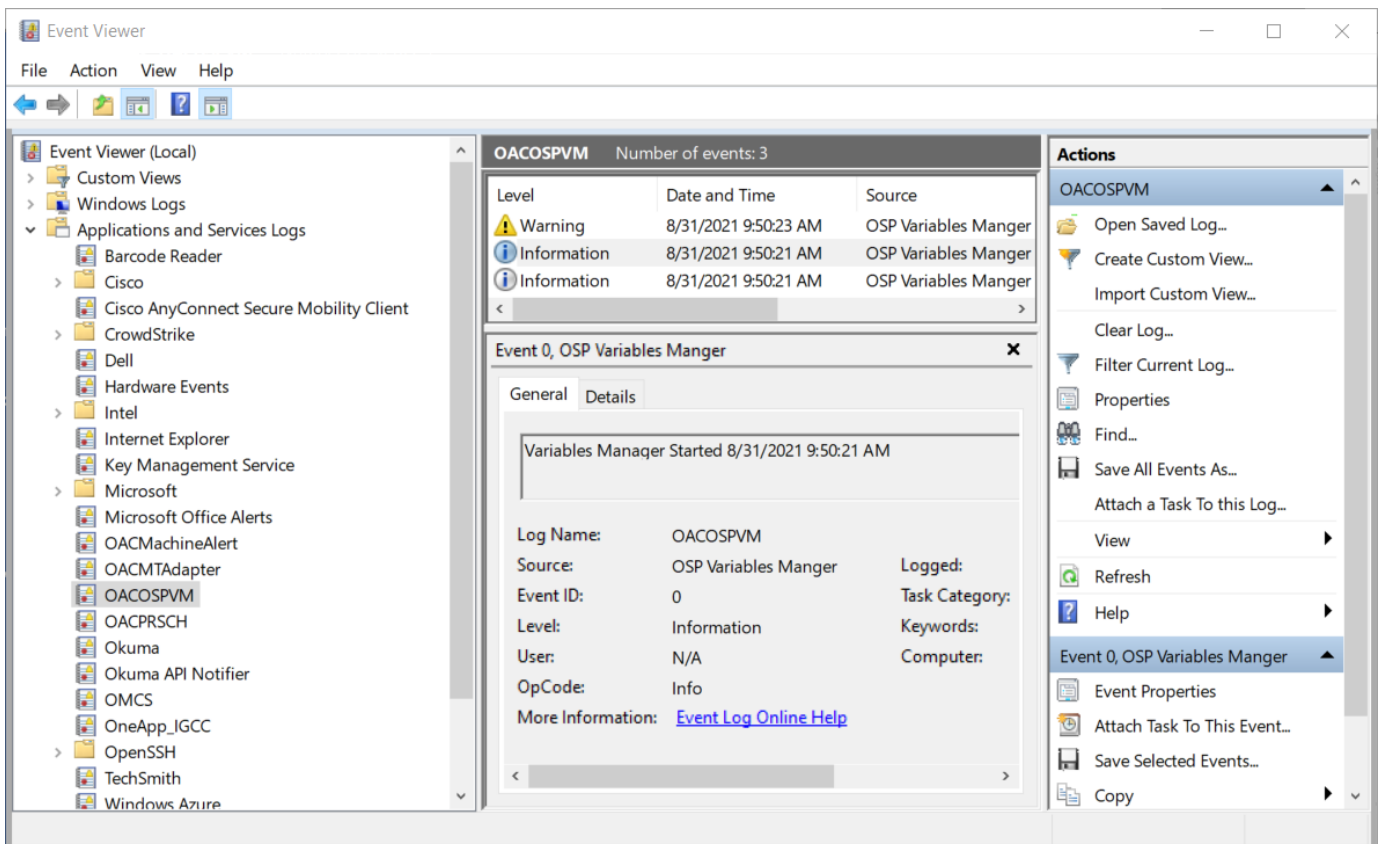 Event Viewer
File Action View Help
Event Viewer (Local)
Custom Views
Windows Logs
Applications and Services Logs
Barcode Reader
Cisco
Cisco AnyConnect Secure Mobility Client
CrowdStrike
Dell
Hardware Events
Intel
Internet Explorer
Key Management Service
Microsoft
Microsoft Office Alerts
OACMachineAlert
OACMTAdapter
OACOSPVM
OACPRSCH
Okuma
Okuma API Notifier
OMCS
OneApp_IGCC
OpenSSH
TechSmith
Windows Azure
OACOSPVM Number of events: 3
Level Date and Time Source
Warning 8/31/2021 9:50:23 AM OSP Variables Manger
Information 8/31/2021 9:50:21 AM OSP Variables Manger
Information 8/31/2021 9:50:21 AM OSP Variables Manger
Event 0, OSP Variables Manger
General Details
Variables Manager Started 8/31/2021 9:50:21 AM
Log Name: OACOSPVM
Source: OSP Variables Manger Logged:
Event ID: 0 Task Category:
Level: Information Keywords:
User: N/A Computer:
OpCode: Info
More Information: Event Log Online Help
Actions
OACOSPVM
Open Saved Log...
Create Custom View...
Import Custom View...
Clear Log...
Filter Current Log...
Properties
Find...
Save All Events As...
Attach a Task To this Log...
View
Refresh
Help
Event 0, OSP Variables Manger
Event Properties
Attach Task To This Event...
Save Selected Events...
Copy